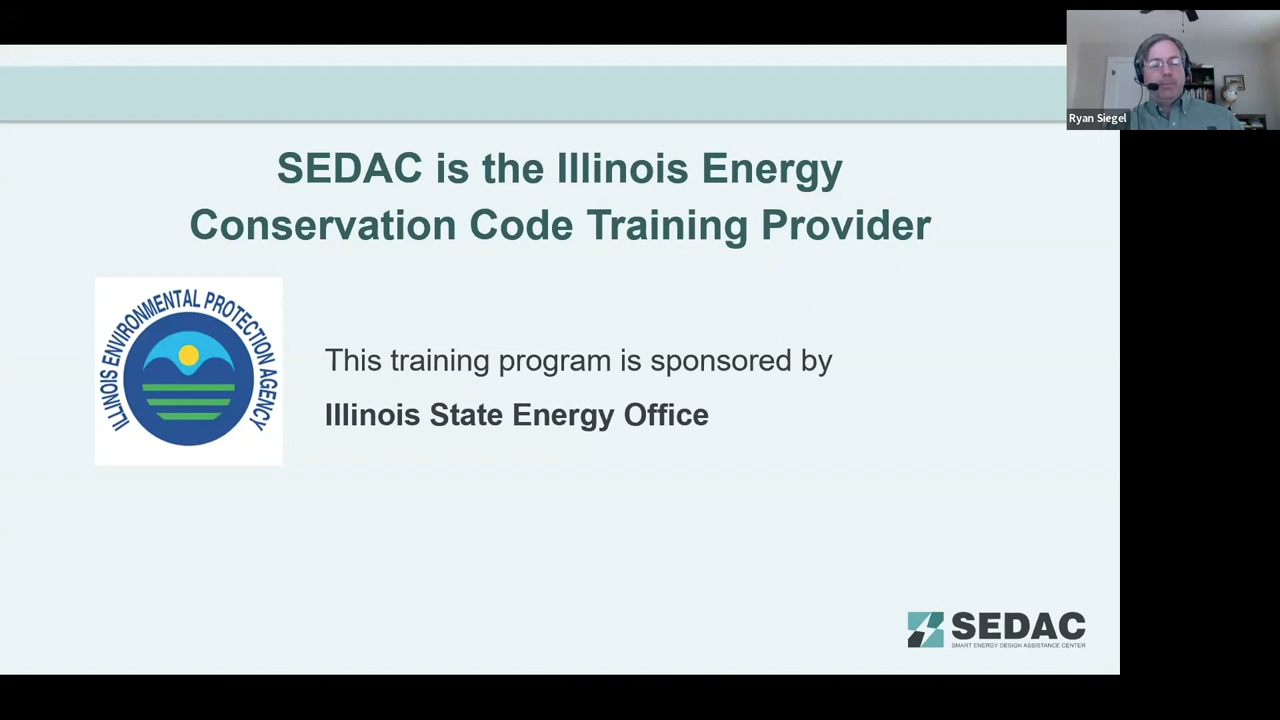 Ryan Siegel
SEDAC is the Illinois Energy
Conservation Code Training Provider
ILLINOIS ENVIRONMENTAL PROTECTION AGENCY
This training program is sponsored by
Illinois State Energy Office
SEDAC
SMART ENERGY DESIGN ASSISTANCE CENTER